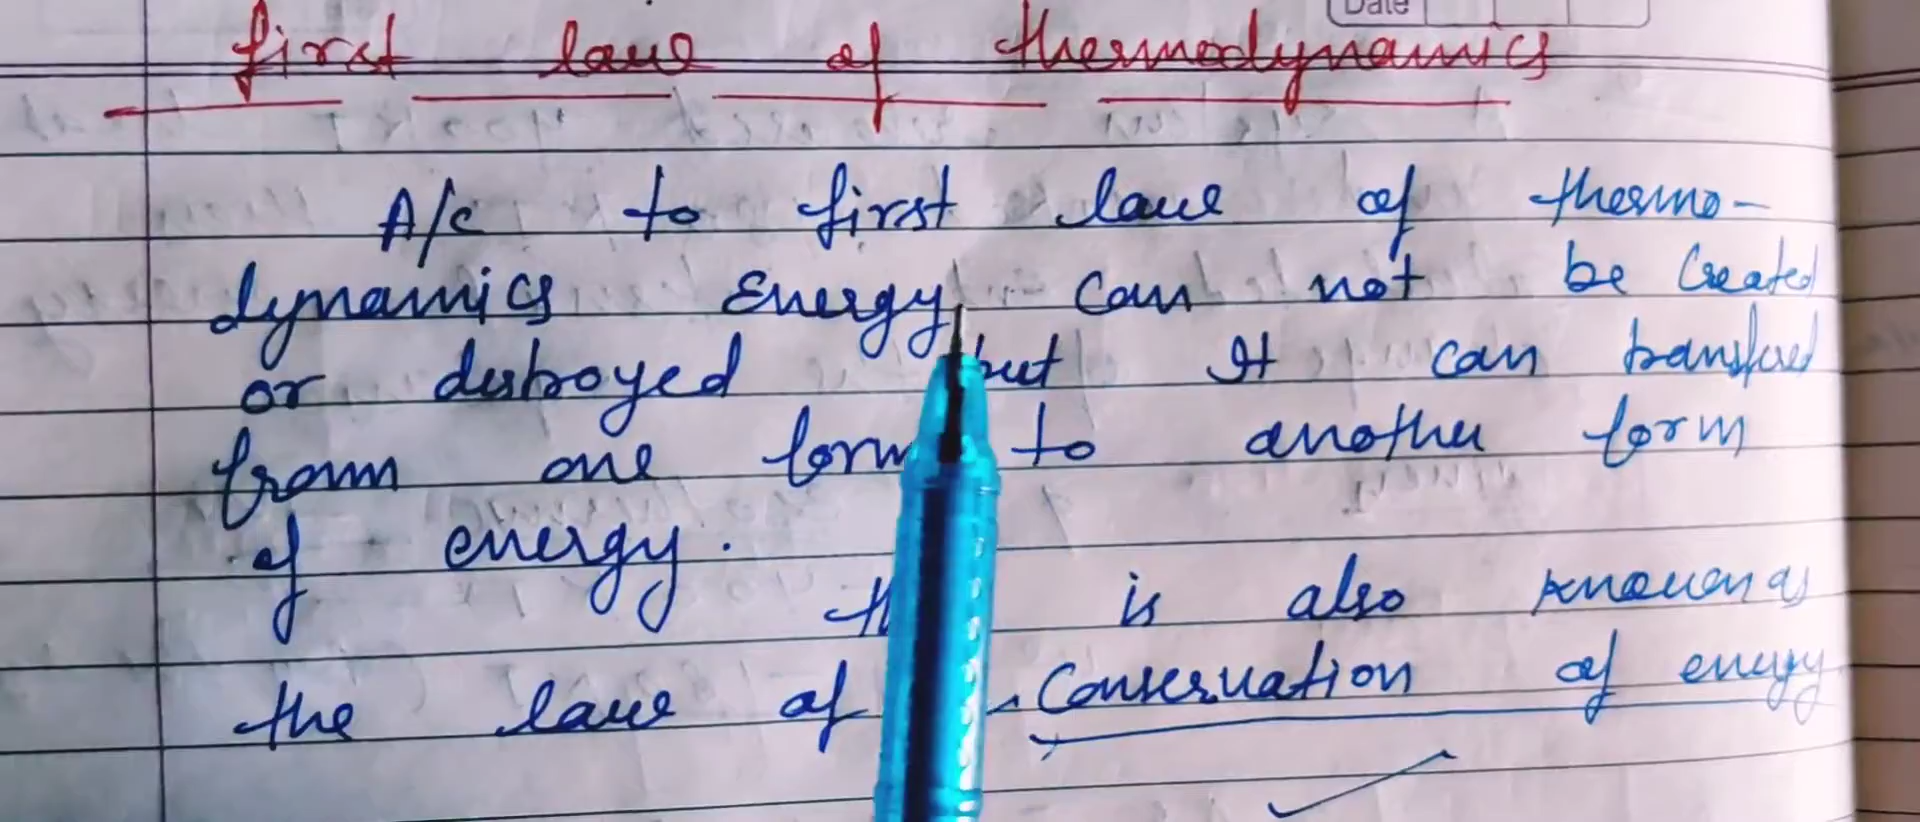 Date
first law of thermodynamics
A/c to first law of thermo-
dynamics Energy can not be Created
or destroyed but It can transfered
from one form to another form
of energy.
is also known as
the law of Conservation of energy